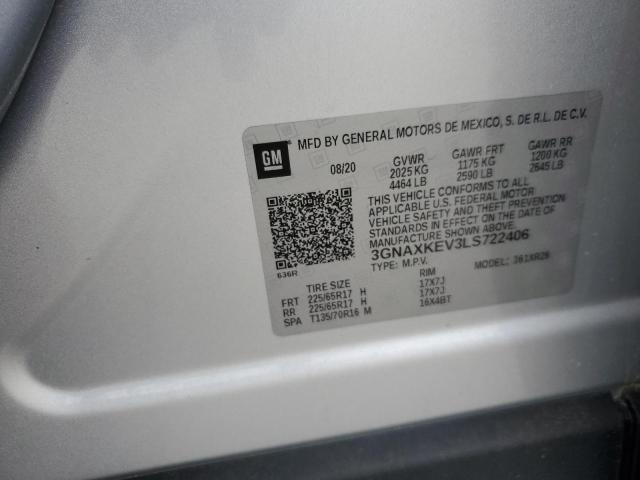 GM
MFD BY GENERAL MOTORS DE MEXICO, S. DE R.L. DE C.V.
08/20 GVWR GAWR FRT GAWR RR
2025 KG 1175 KG 1200 KG
4464 LB 2590 LB 2645 LB
THIS VEHICLE CONFORMS TO ALL
APPLICABLE U.S. FEDERAL MOTOR
VEHICLE SAFETY AND THEFT PREVENTION
STANDARDS IN EFFECT ON THE DATE OF
MANUFACTURE SHOWN ABOVE.
3GNAXKEV3LS722406
TYPE: M.P.V. MODEL: 361XR26
636R
TIRE SIZE RIM
FRT 225/65R17 H 17X7J
RR 225/65R17 H 17X7J
SPA T135/70R16 M 16X4BT